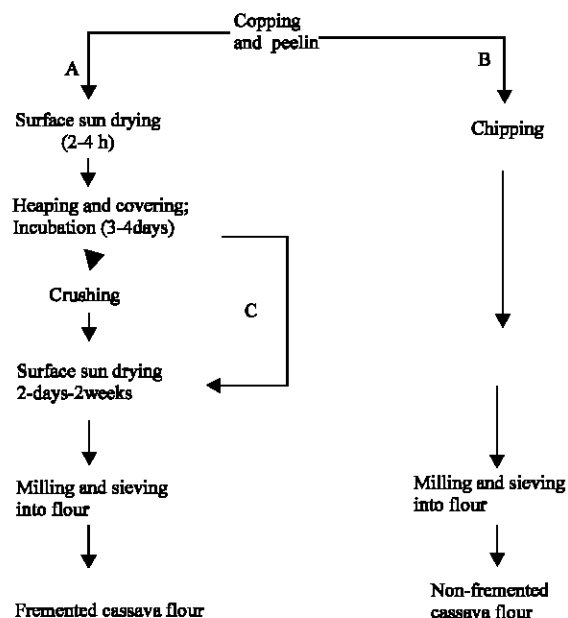 Copping
and peelin
A
B
Surface sun drying
(2-4 h)
Chipping
Heaping and covering;
Incubation (3-4days)
Crushing
C
Surface sun drying
2-days-2weeks
Milling and sieving
into flour
Milling and sieving
into flour
Fremented cassava flour
Non-fremented
cassava flour